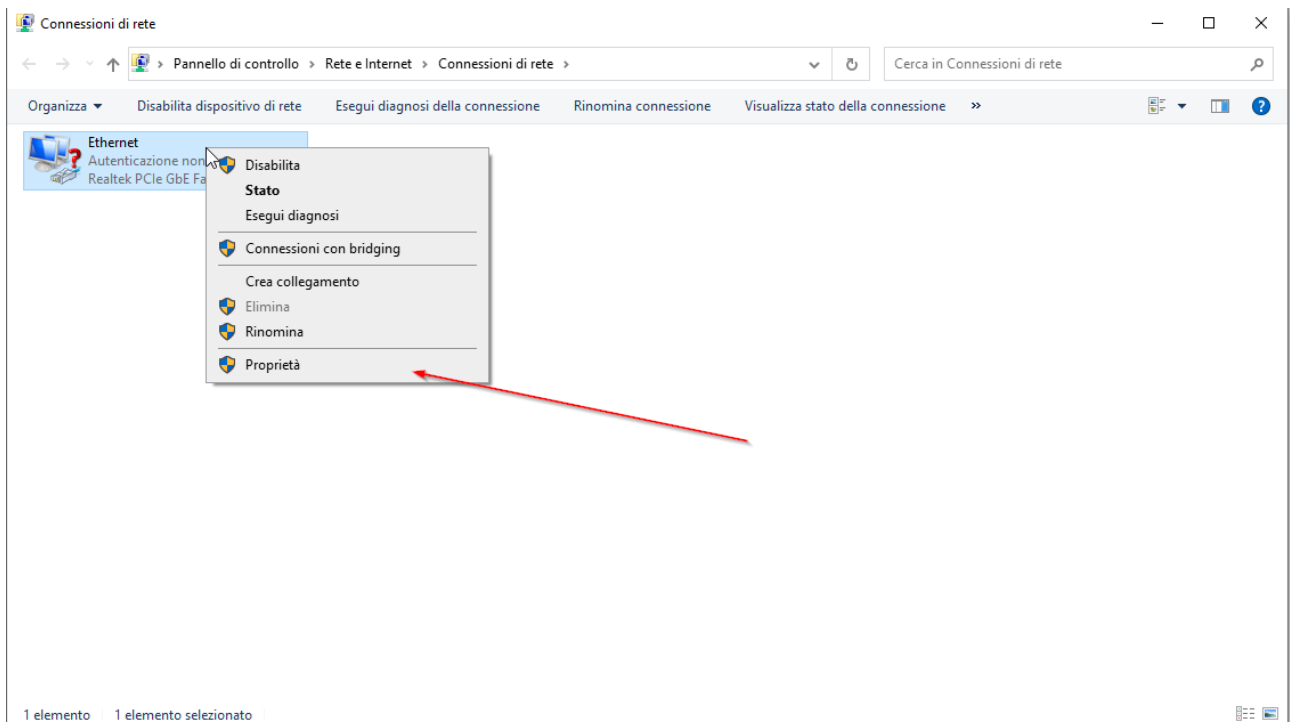 Connessioni di rete
Pannello di controllo > Rete e Internet > Connessioni di rete >
Cerca in Connessioni di rete
Organizza Disabilita dispositivo di rete Esegui diagnosi della connessione Rinomina connessione Visualizza stato della connessione »
Ethernet
Autenticazione non
Realtek PCIe GbE Fa
Disabilita
Stato
Esegui diagnosi
Connessioni con bridging
Crea collegamento
Elimina
Rinomina
Proprietà
1 elemento 1 elemento selezionato